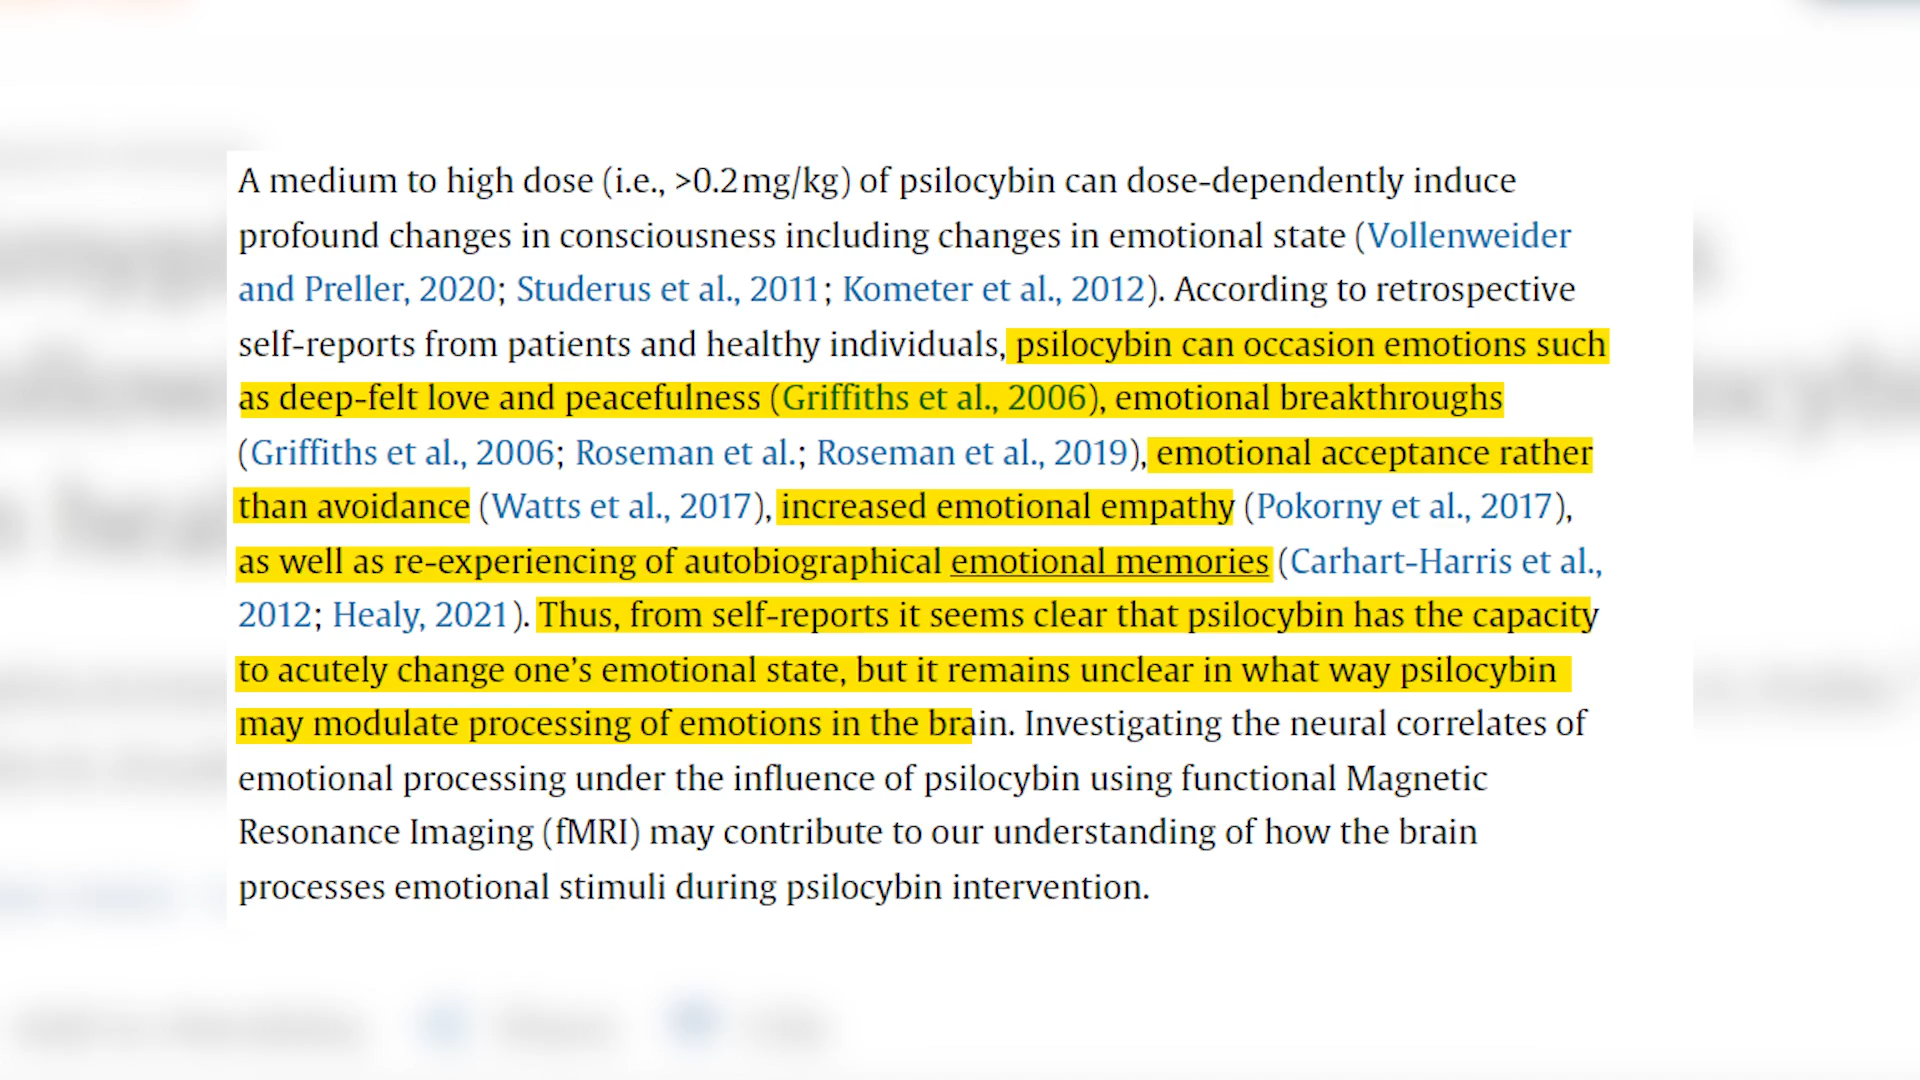 A medium to high dose (i.e., >0.2 mg/kg) of psilocybin can dose-dependently induce
profound changes in consciousness including changes in emotional state (Vollenweider
and Preller, 2020; Studerus et al., 2011; Kometer et al., 2012). According to retrospective
self-reports from patients and healthy individuals, psilocybin can occasion emotions such
as deep-felt love and peacefulness (Griffiths et al., 2006), emotional breakthroughs
(Griffiths et al., 2006; Roseman et al.; Roseman et al., 2019), emotional acceptance rather
than avoidance (Watts et al., 2017), increased emotional empathy (Pokorny et al., 2017),
as well as re-experiencing of autobiographical emotional memories (Carhart-Harris et al.,
2012; Healy, 2021). Thus, from self-reports it seems clear that psilocybin has the capacity
to acutely change one's emotional state, but it remains unclear in what way psilocybin
may modulate processing of emotions in the brain. Investigating the neural correlates of
emotional processing under the influence of psilocybin using functional Magnetic
Resonance Imaging (fMRI) may contribute to our understanding of how the brain
processes emotional stimuli during psilocybin intervention.